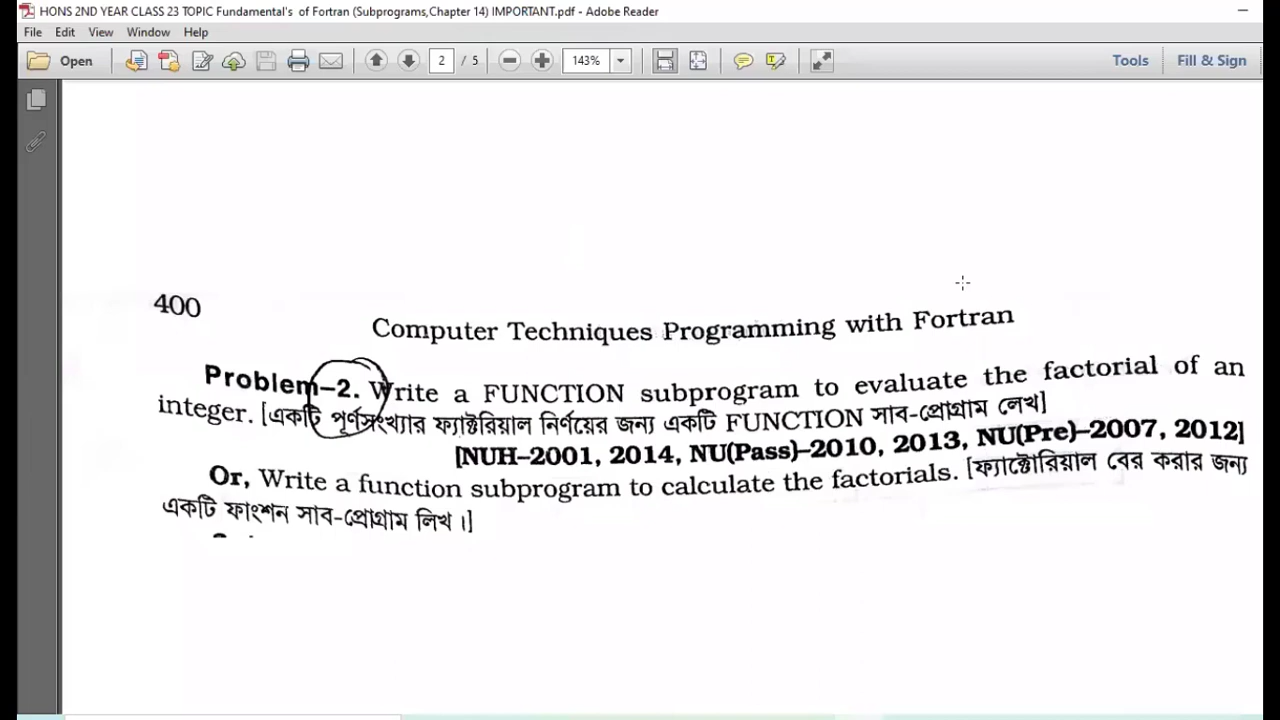 HONS 2ND YEAR CLASS 23 TOPIC Fundamental's of Fortran (Subprograms,Chapter 14) IMPORTANT.pdf - Adobe Reader
File Edit View Window Help
Open 2 / 5 143% Tools Fill & Sign
400
Computer Techniques Programming with Fortran
Problem–2. Write a FUNCTION subprogram to evaluate the factorial of an
integer. [একটি পূর্ণসংখ্যার ফ্যাক্টরিয়াল নির্ণয়ের জন্য একটি FUNCTION সাব-প্রোগ্রাম লেখ]
[NUH–2001, 2014, NU(Pass)–2010, 2013, NU(Pre)–2007, 2012]
Or, Write a function subprogram to calculate the factorials. [ফ্যাক্টোরিয়াল বের করার জন্য
একটি ফাংশন সাব-প্রোগ্রাম লিখ।]